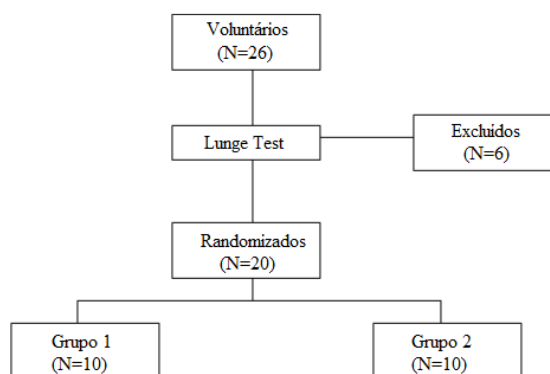 Voluntários
(N=26)
Lunge Test
Excluídos
(N=6)
Randomizados
(N=20)
Grupo 1
(N=10)
Grupo 2
(N=10)